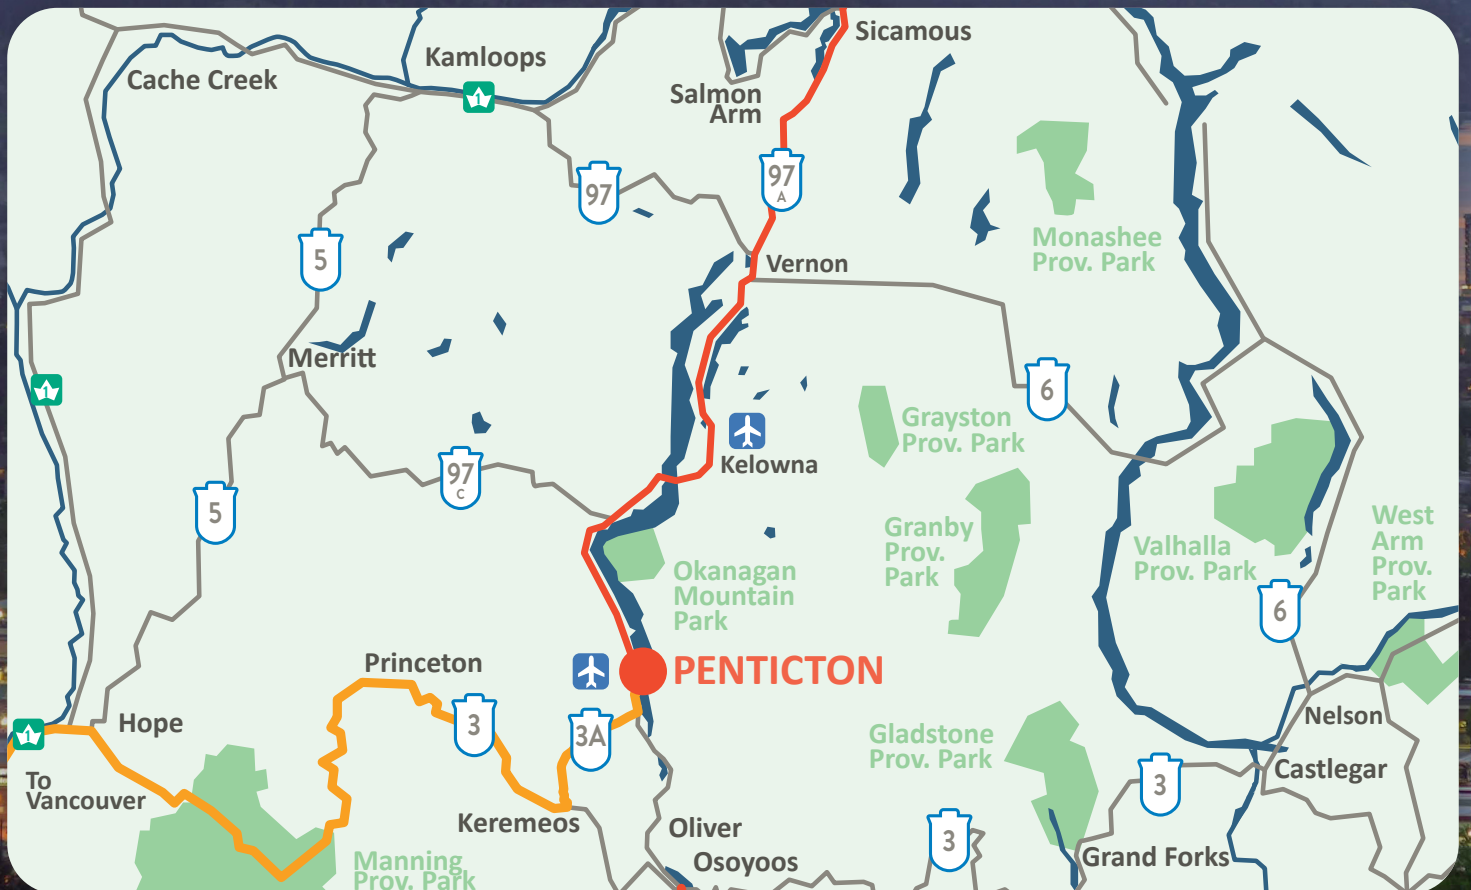 Sicamous
Kamloops
Cache Creek
1
Salmon
Arm
97
A
97
5
Monashee
Prov. Park
Vernon
Merritt
1
6
Grayston
Prov. Park
Kelowna
97
C
5
Granby
Prov.
Park
Valhalla
Prov. Park
West
Arm
Prov.
Park
Okanagan
Mountain
Park
6
Princeton
PENTICTON
Hope
1
3
3A
Nelson
Gladstone
Prov. Park
To
Vancouver
Castlegar
3
Keremeos
Oliver
3
Osoyoos
Grand Forks
Manning
Prov. Park